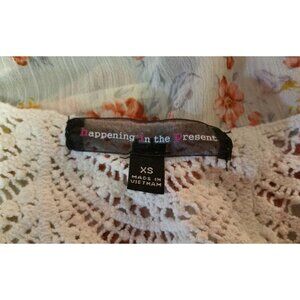 happening in the Present
XS
MADE IN
VIETNAM